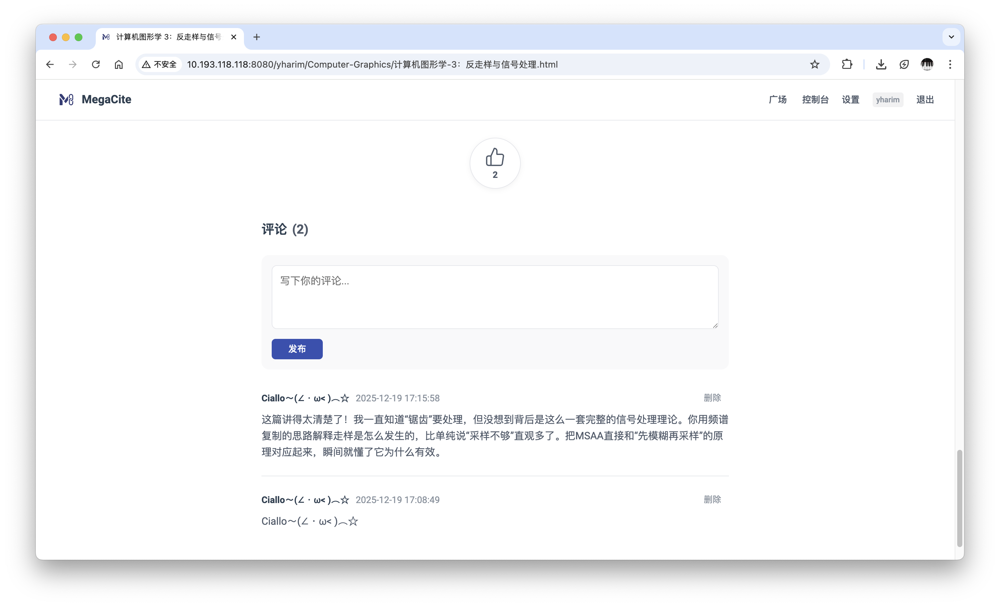 计算机图形学 3：反走样与信号
不安全 10.193.118.118:8080/yharim/Computer-Graphics/计算机图形学-3：反走样与信号处理.html
MegaCite 广场 控制台 设置 yharim 退出
2
评论 (2)
写下你的评论...
发布
Ciallo～(∠・ω< )⌒☆ 2025-12-19 17:15:58 删除
这篇讲得太清楚了！我一直知道“锯齿”要处理，但没想到背后是这么一套完整的信号处理理论。你用频谱
复制的思路解释走样是怎么发生的，比单纯说“采样不够”直观多了。把MSAA直接和“先模糊再采样”的原
理对应起来，瞬间就懂了它为什么有效。
Ciallo～(∠・ω< )⌒☆ 2025-12-19 17:08:49 删除
Ciallo～(∠・ω< )⌒☆